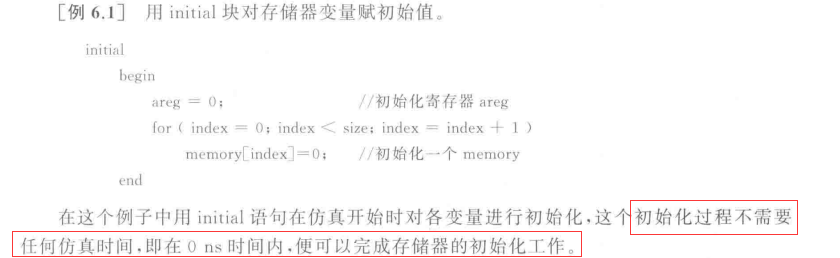 ［例 6.1］ 用 initial 块对存储器变量赋初始值。
initial
begin
areg = 0; //初始化寄存器 areg
for ( index = 0; index < size; index = index + 1 )
memory[index]=0; //初始化一个 memory
end
在这个例子中用 initial 语句在仿真开始时对各变量进行初始化,这个初始化过程不需要
任何仿真时间,即在 0 ns 时间内,便可以完成存储器的初始化工作。